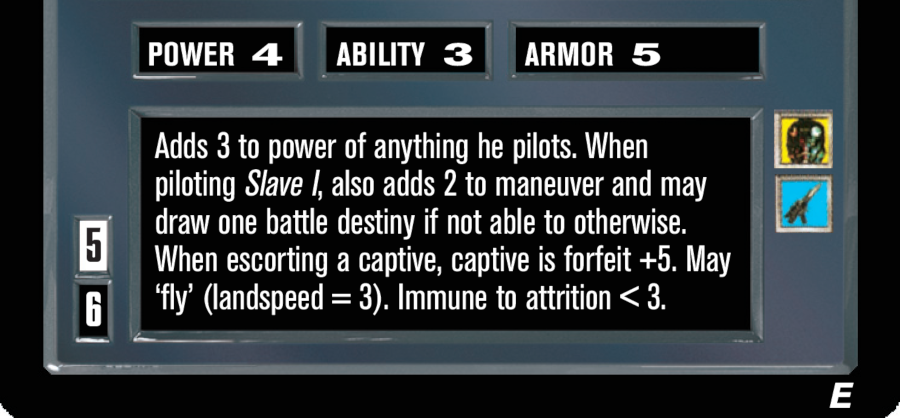 POWER 4 ABILITY 3 ARMOR 5
Adds 3 to power of anything he pilots. When
piloting Slave I, also adds 2 to maneuver and may
draw one battle destiny if not able to otherwise.
When escorting a captive, captive is forfeit +5. May
‘fly’ (landspeed = 3). Immune to attrition < 3.
5
6
E